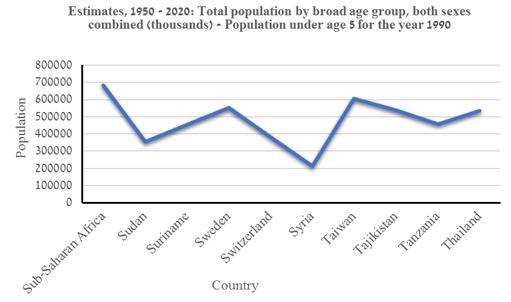 Estimates, 1950 - 2020: Total population by broad age group, both sexes
combined (thousands) - Population under age 5 for the year 1990
800000
700000
600000
500000
400000
300000
200000
100000
0
Population
Sub-Saharan Africa
Sudan
Suriname
Sweden
Switzerland
Syria
Taiwan
Tajikistan
Tanzania
Thailand
Country